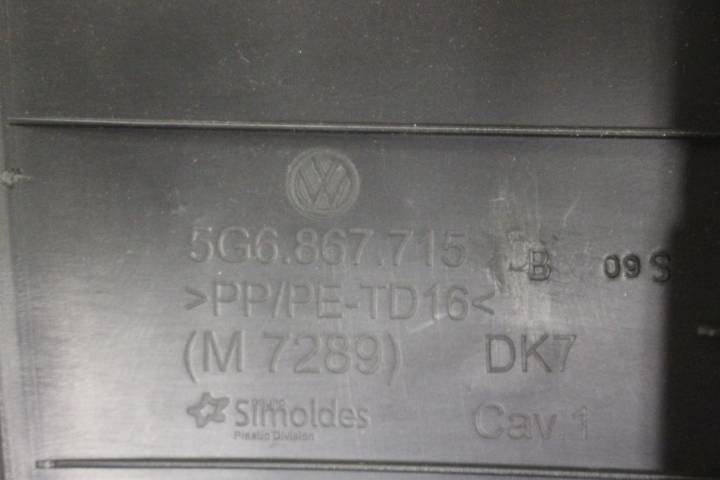 5G6.867.715 -B 09 S
>PP/PE-TD16<
(M 7289) DK7
Simoldes Cav.1
Plastic Division